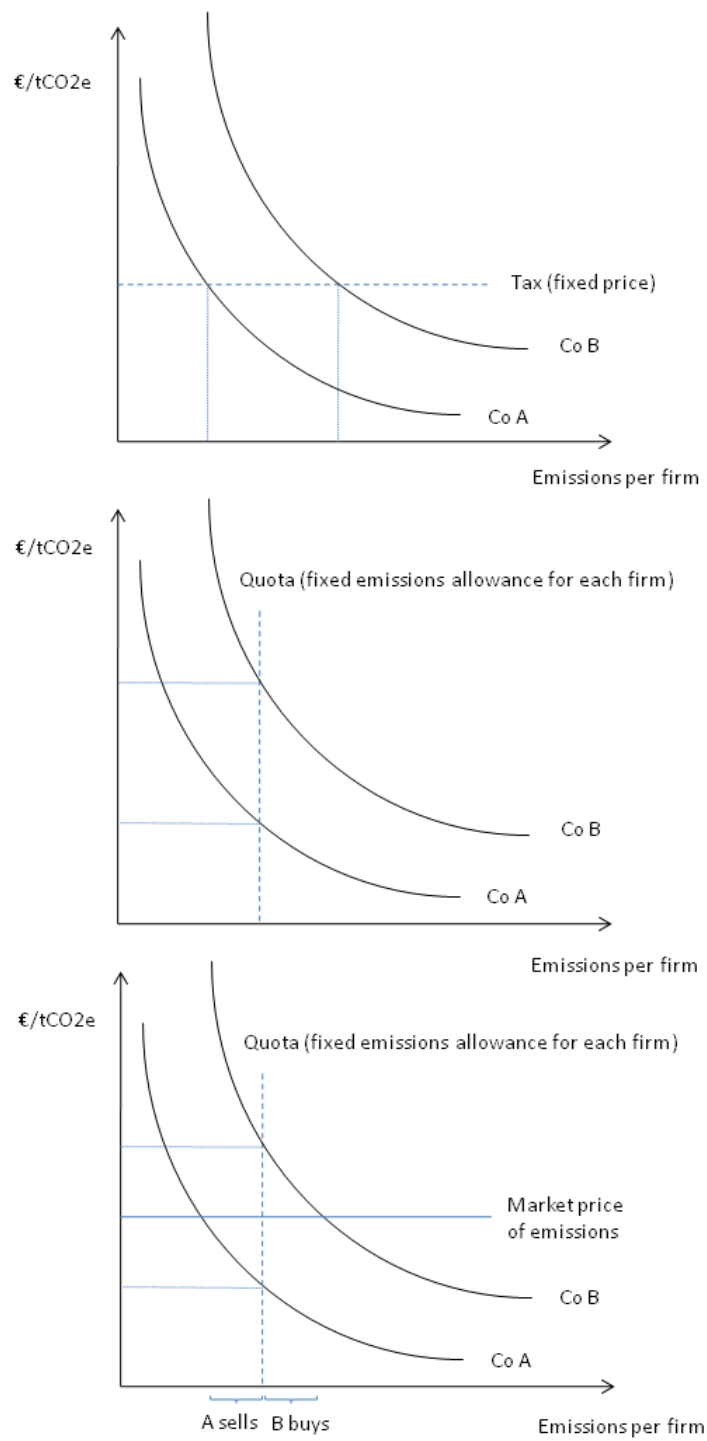 €/tCO2e
Tax (fixed price)
Co B
Co A
Emissions per firm
€/tCO2e
Quota (fixed emissions allowance for each firm)
Co B
Co A
Emissions per firm
€/tCO2e
Quota (fixed emissions allowance for each firm)
Market price
of emissions
Co B
Co A
A sells B buys
Emissions per firm